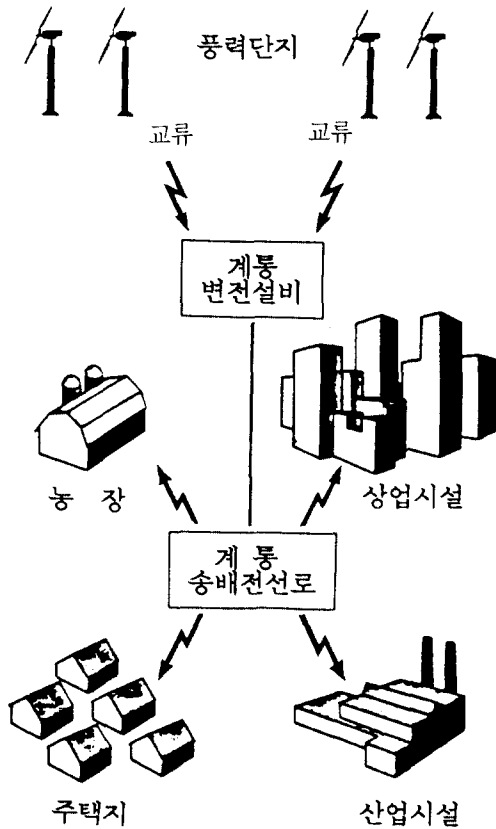 풍력단지
교류
교류
계통
변전설비
농 장
상업시설
계 통
송배전선로
주택지
산업시설